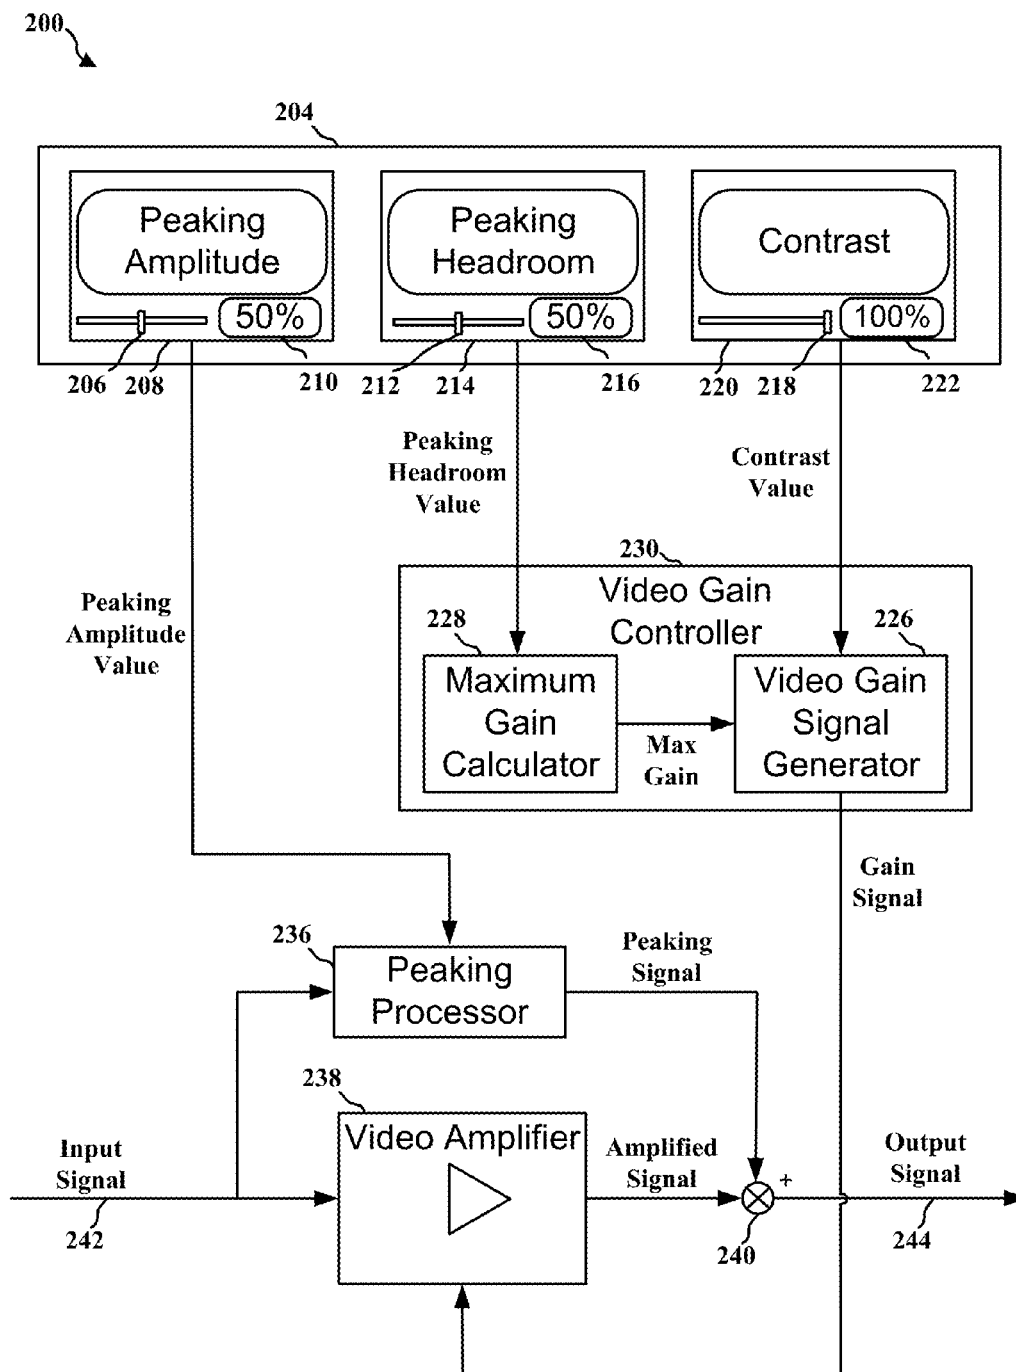 200
204
Peaking
Amplitude
50%
Peaking
Headroom
50%
Contrast
100%
206
208
210
212
214
216
220
218
222
Peaking
Headroom
Value
Contrast
Value
230
Video Gain
Controller
Peaking
Amplitude
Value
228
226
Maximum
Gain
Calculator
Max
Gain
Video Gain
Signal
Generator
Gain
Signal
236
Peaking
Processor
Peaking
Signal
238
Video Amplifier
Input
Signal
242
Amplified
Signal
+
240
Output
Signal
244